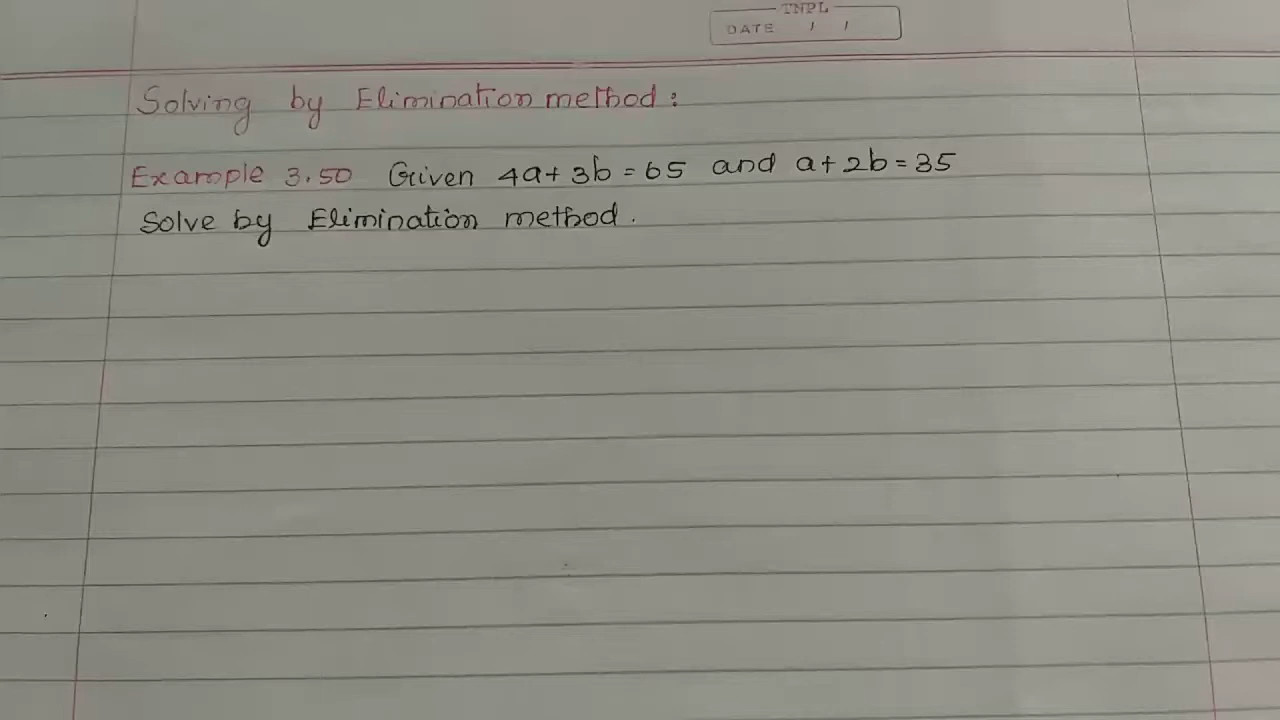 TNPL
DATE / /
Solving by Elimination method:
Example 3.50 Given 4a+3b=65 and a+2b=35
Solve by Elimination method.